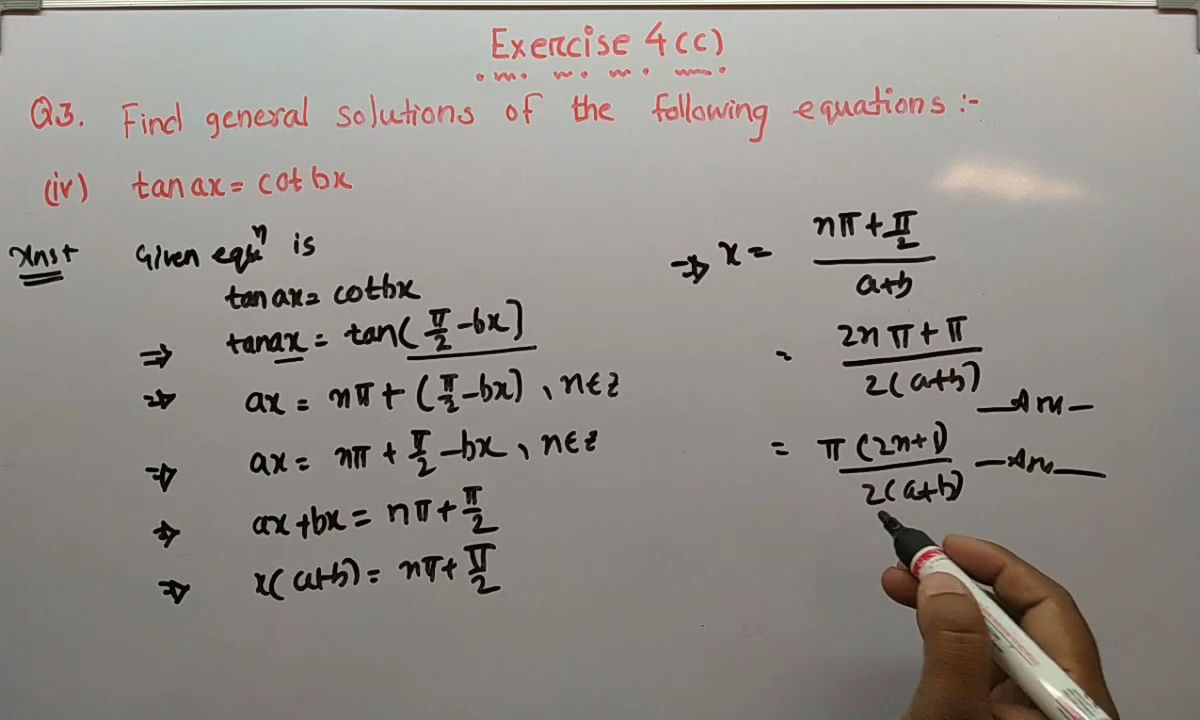 Exercise 4(c)
Q3. Find general solutions of the following equations :-
(iv) tan ax = cot bx
Ans+ Given eqnⁿ is
tan ax = cot bx
⇒ tan ax = tan(π/2 - bx)
⇒ ax = nπ + (π/2 - bx), n∈Z
⇒ ax = nπ + π/2 - bx, n∈Z
⇒ ax + bx = nπ + π/2
⇒ x(a+b) = nπ + π/2
⇒ x = (nπ + π/2)/(a+b)
= (2nπ + π)/2(a+b) —Ans—
= π(2n+1)/2(a+b) —Ans—